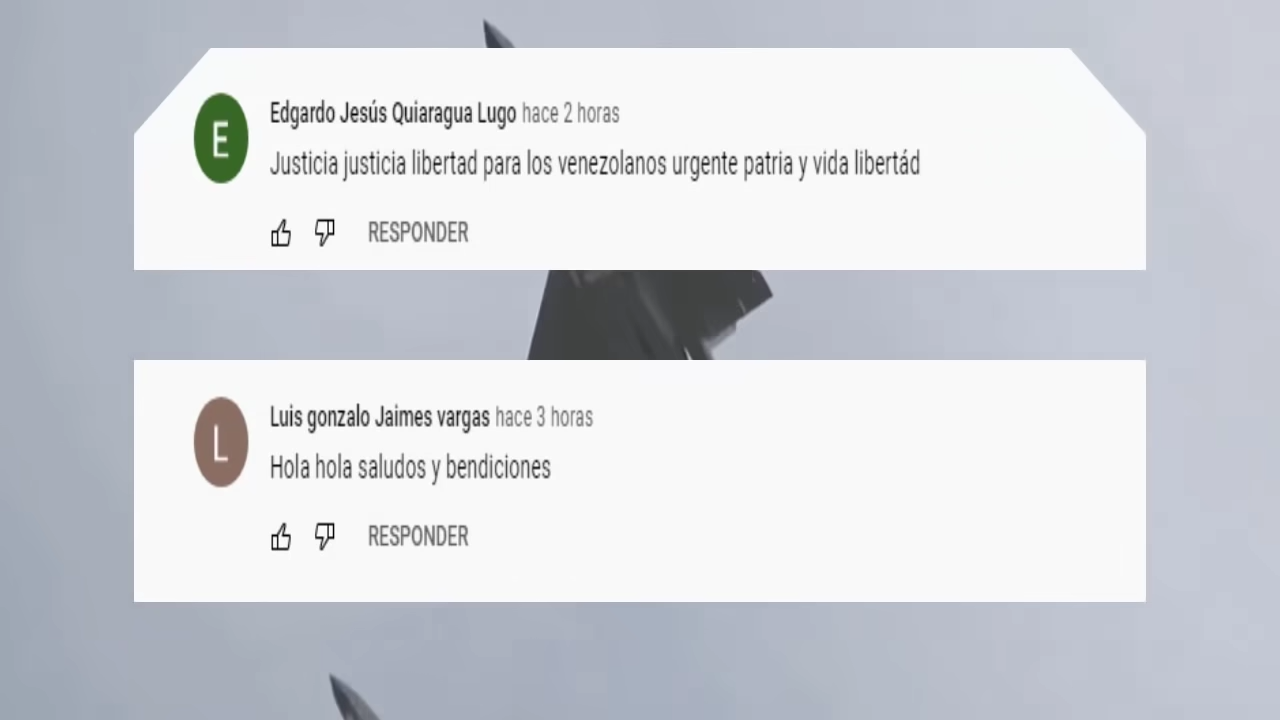 E
Edgardo Jesús Quiaragua Lugo hace 2 horas
Justicia justicia libertad para los venezolanos urgente patria y vida libertád
RESPONDER
L
Luis gonzalo Jaimes vargas hace 3 horas
Hola hola saludos y bendiciones
RESPONDER